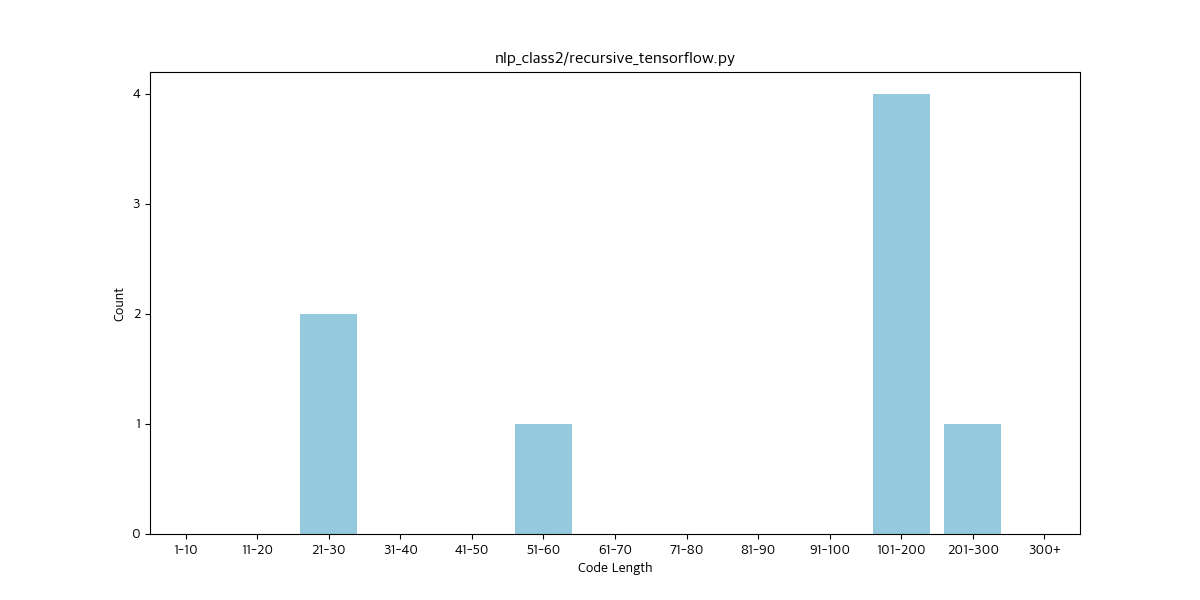 nlp_class2/recursive_tensorflow.py
4
3
2
1
0
Count
1-10 11-20 21-30 31-40 41-50 51-60 61-70 71-80 81-90 91-100 101-200 201-300 300+
Code Length